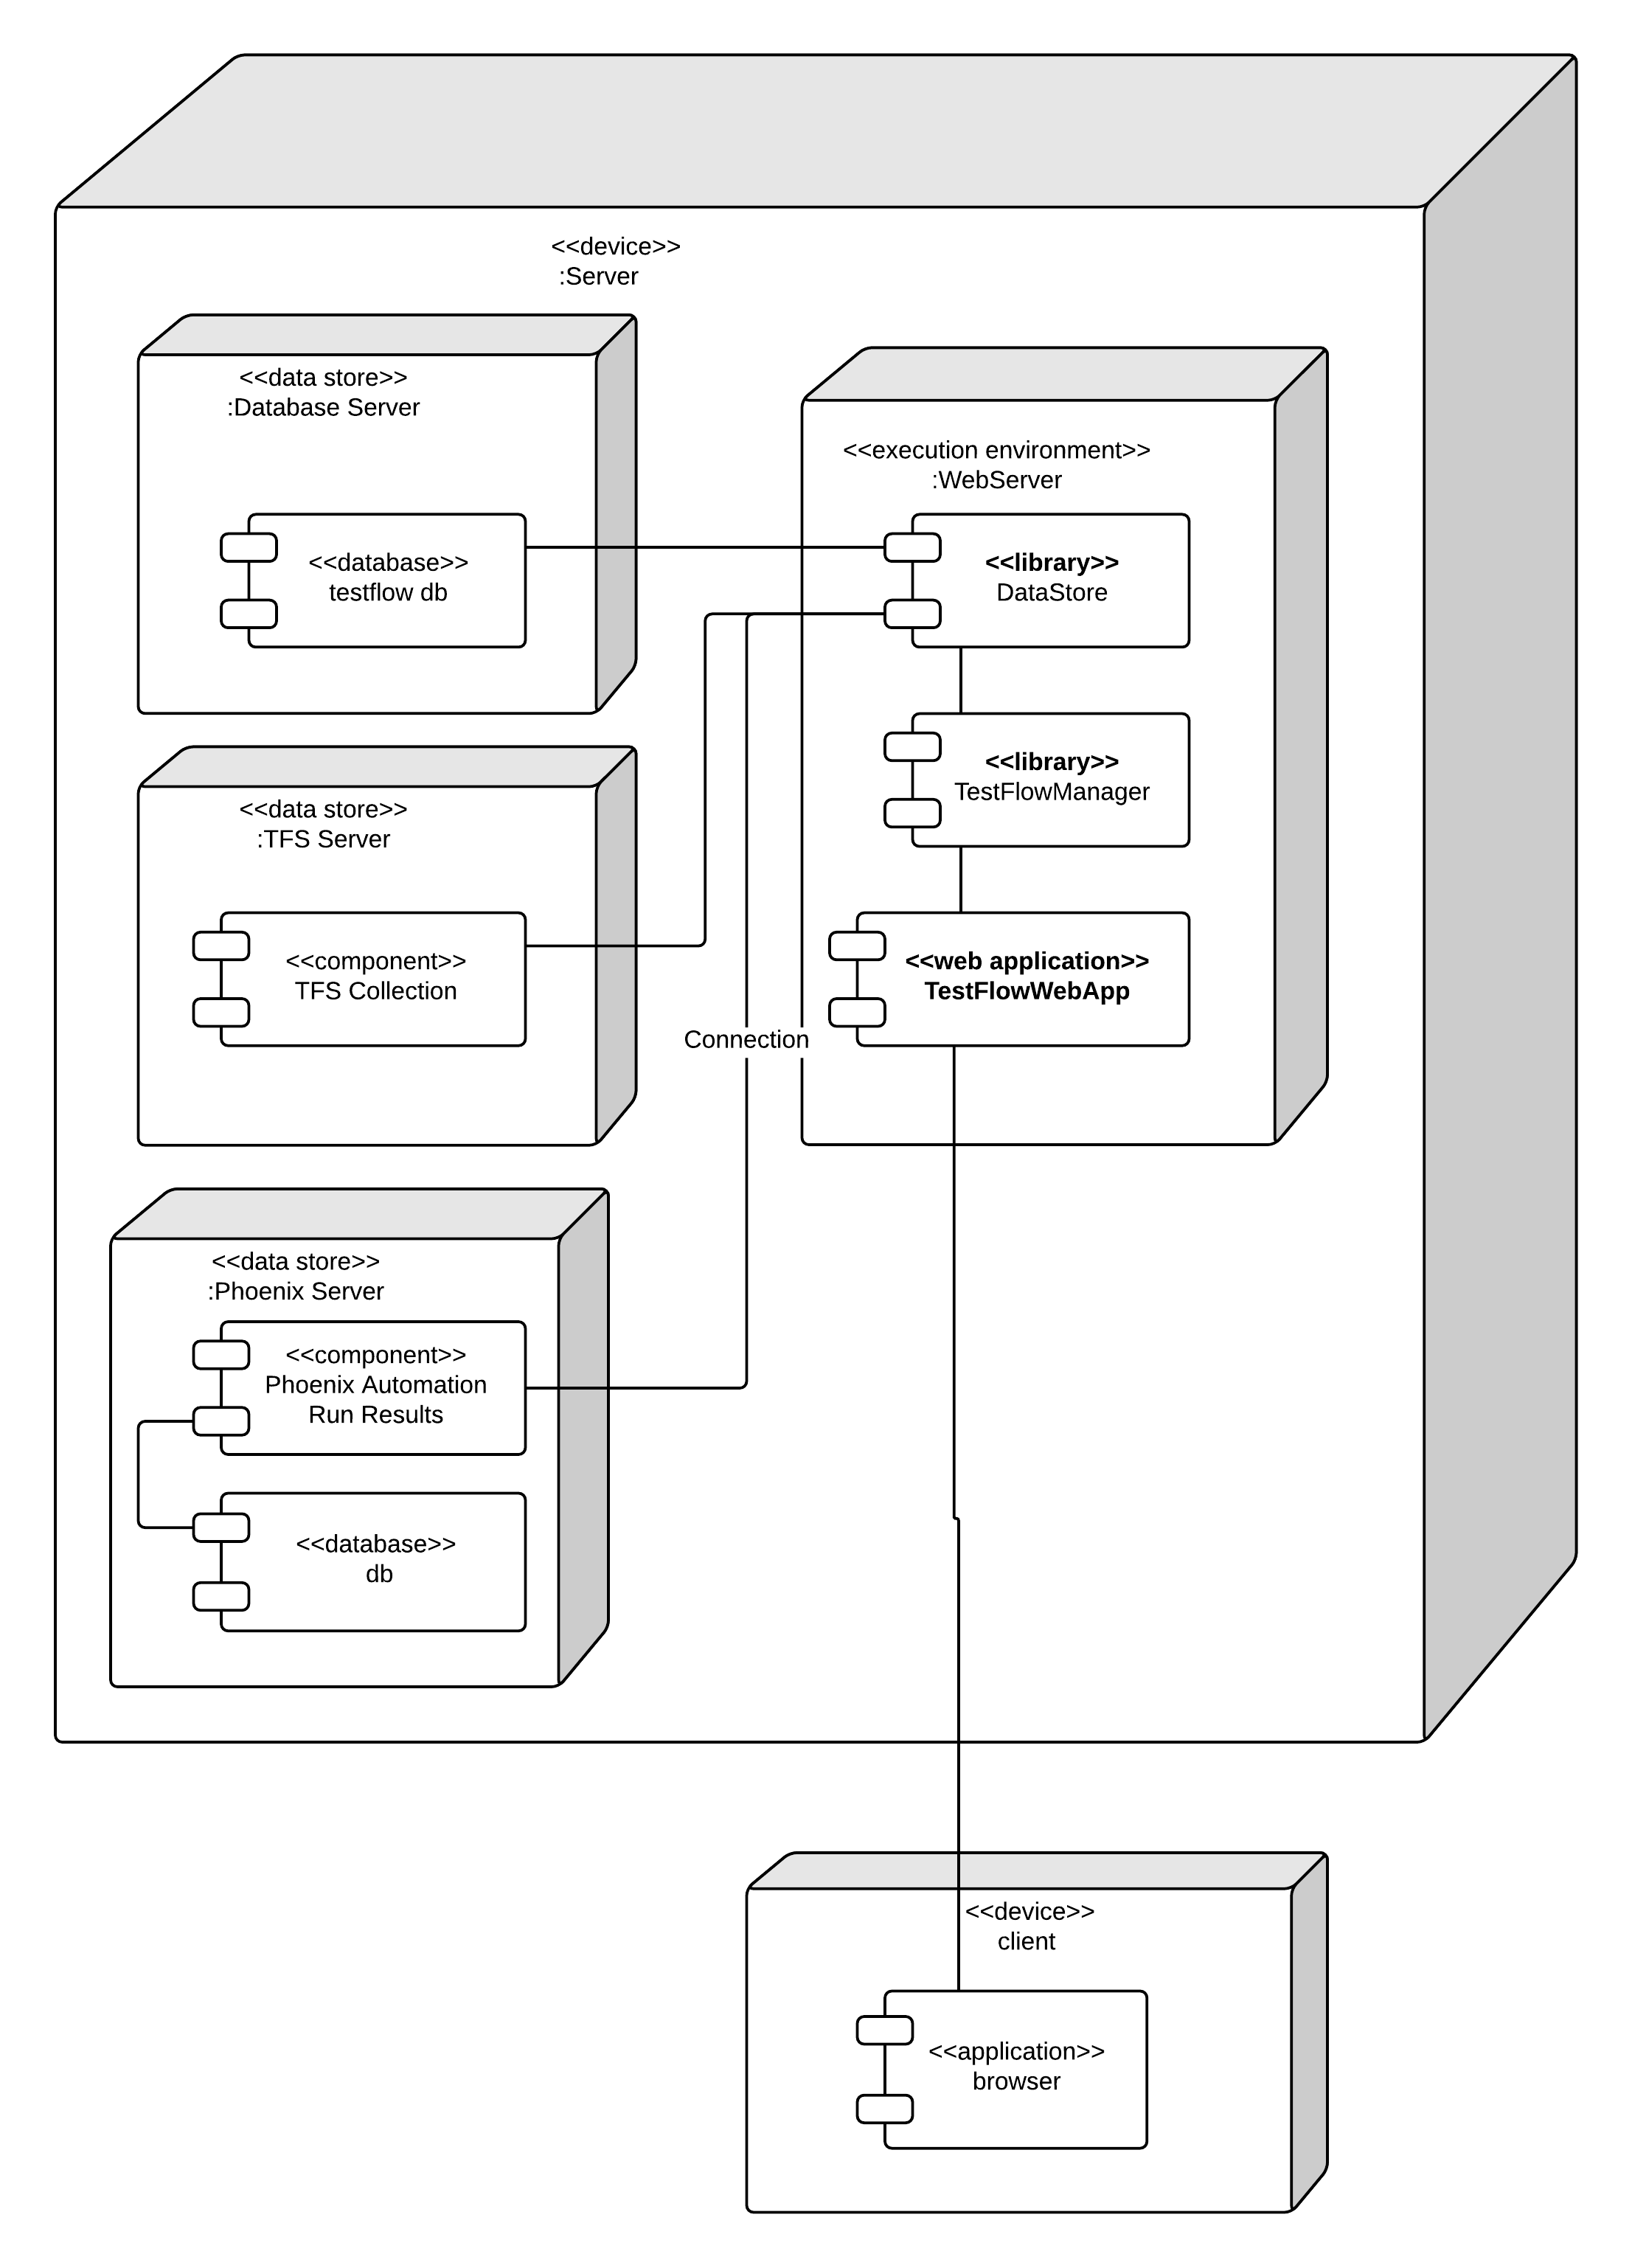 <<device>>
:Server
<<data store>>
:Database Server
<<database>>
testflow db
<<execution environment>>
:WebServer
<<library>>
DataStore
<<library>>
TestFlowManager
<<web application>>
TestFlowWebApp
<<data store>>
:TFS Server
<<component>>
TFS Collection
Connection
<<data store>>
:Phoenix Server
<<component>>
Phoenix Automation
Run Results
<<database>>
db
<<device>>
client
<<application>>
browser